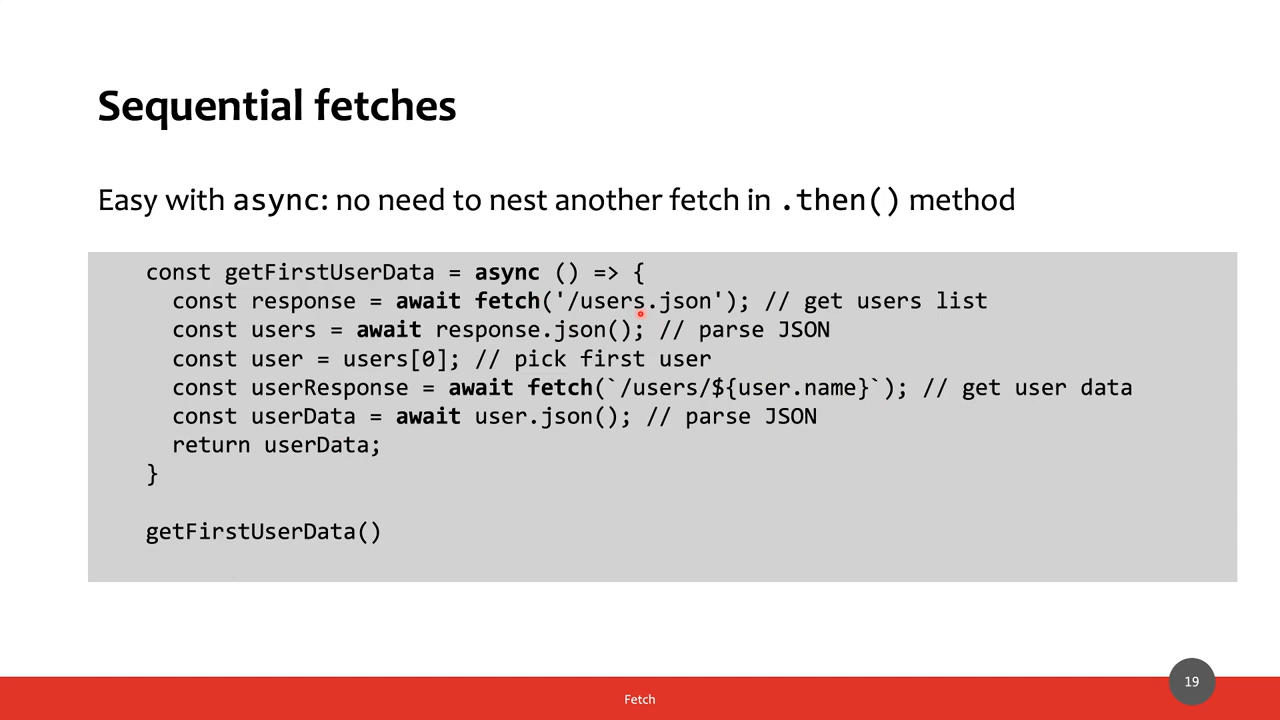 Sequential fetches
Easy with async: no need to nest another fetch in .then() method
const getFirstUserData = async () => {
  const response = await fetch('/users.json'); // get users list
  const users = await response.json(); // parse JSON
  const user = users[0]; // pick first user
  const userResponse = await fetch(`/users/${user.name}`); // get user data
  const userData = await user.json(); // parse JSON
  return userData;
}
getFirstUserData()
19
Fetch